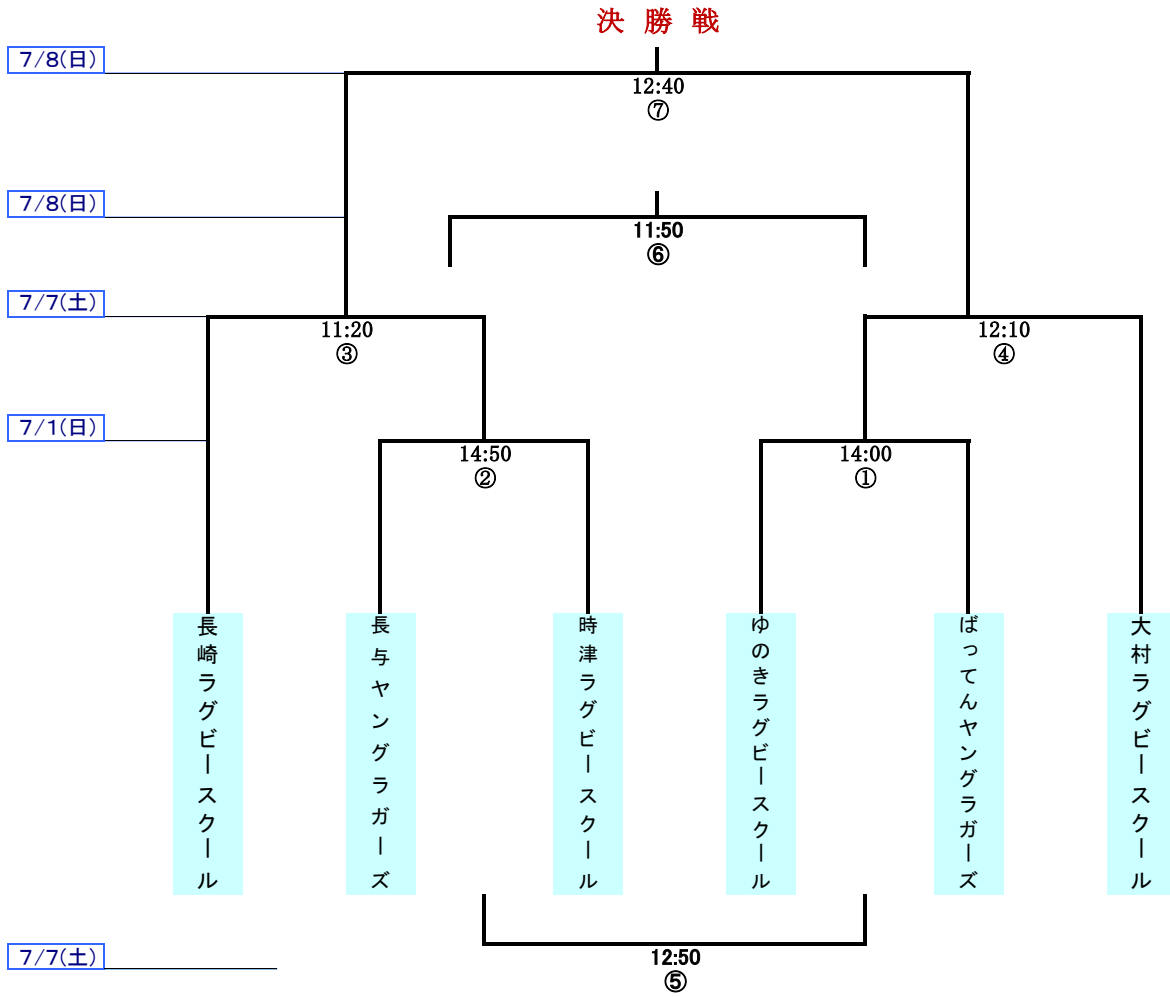 決 勝 戦
7/8(日)
12:40
⑦
7/8(日)
11:50
⑥
7/7(土)
11:20
③
12:10
④
7/1(日)
14:50
②
14:00
①
長崎ラグビースクール
長与ヤングラガーズ
時津ラグビースクール
ゆのきラグビースクール
ばってんヤングラガーズ
大村ラグビースクール
7/7(土)
12:50
⑤